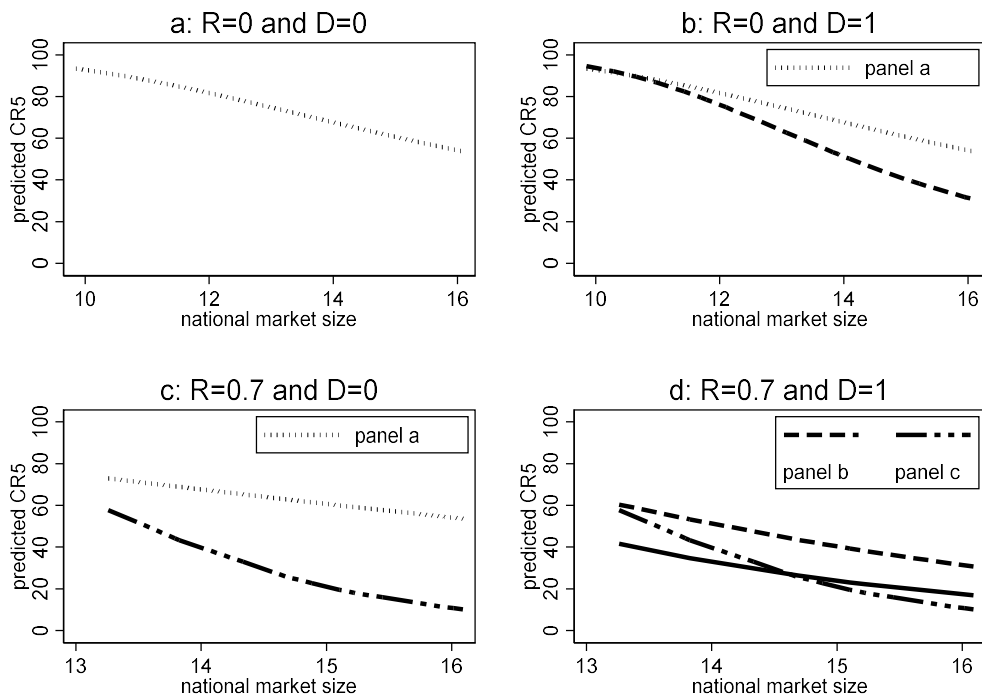 a: R=0 and D=0
predicted CR5
0 20 40 60 80 100
10 12 14 16
national market size
b: R=0 and D=1
panel a
predicted CR5
0 20 40 60 80 100
10 12 14 16
national market size
c: R=0.7 and D=0
panel a
predicted CR5
0 20 40 60 80 100
13 14 15 16
national market size
d: R=0.7 and D=1
panel b panel c
predicted CR5
0 20 40 60 80 100
13 14 15 16
national market size